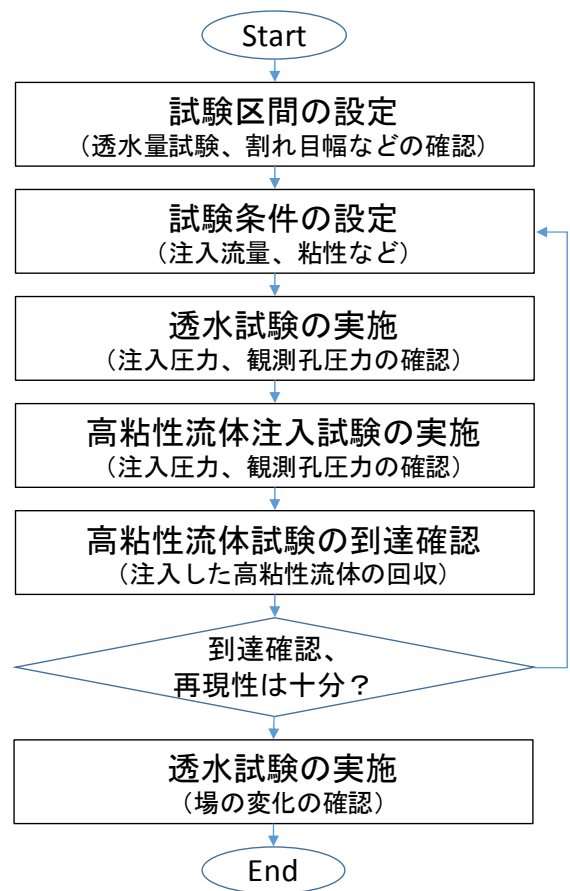 Start
試験区間の設定
（透水量試験、割れ目幅などの確認）
試験条件の設定
（注入流量、粘性など）
透水試験の実施
（注入圧力、観測孔圧力の確認）
高粘性流体注入試験の実施
（注入圧力、観測孔圧力の確認）
高粘性流体試験の到達確認
（注入した高粘性流体の回収）
到達確認、
再現性は十分？
透水試験の実施
（場の変化の確認）
End